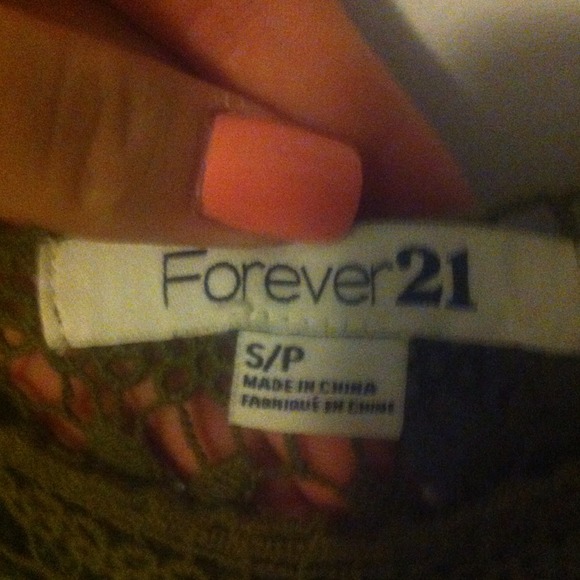 Forever21
S/P
MADE IN CHINA
FABRIQUÉ EN CHINE